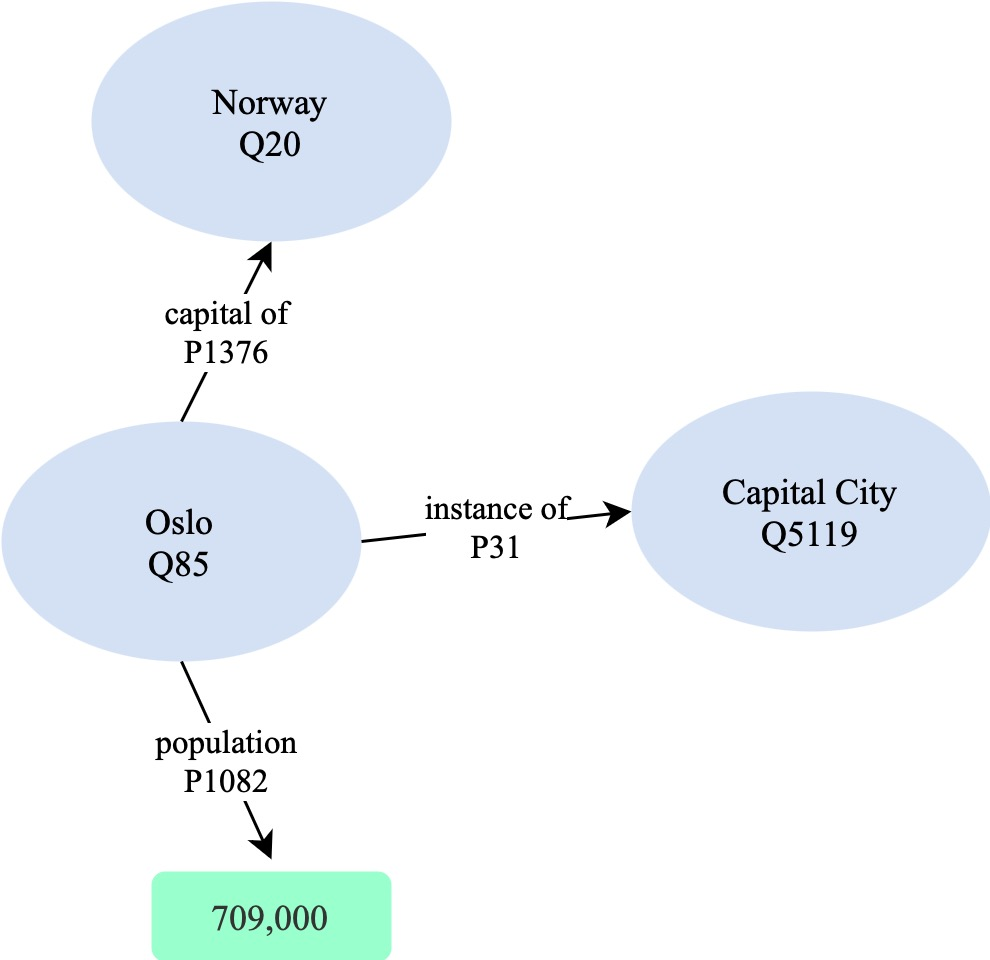 Norway
Q20
capital of
P1376
Oslo
Q85
instance of
P31
Capital City
Q5119
population
P1082
709,000